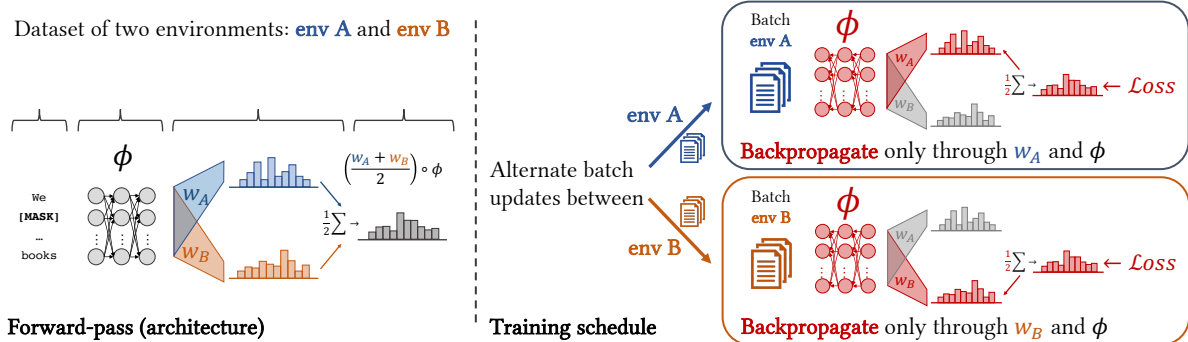 Dataset of two environments: env A and env B
ϕ
We
[MASK]
...
books
w_A
w_B
(w_A + w_B / 2) ∘ ϕ
1/2 ∑ →
Forward-pass (architecture)
Alternate batch
updates between
env A
env B
Training schedule
Batch
env A
ϕ
w_A
w_B
1/2 ∑ →
← Loss
Backpropagate only through w_A and ϕ
Batch
env B
ϕ
w_A
w_B
1/2 ∑ →
← Loss
Backpropagate only through w_B and ϕ